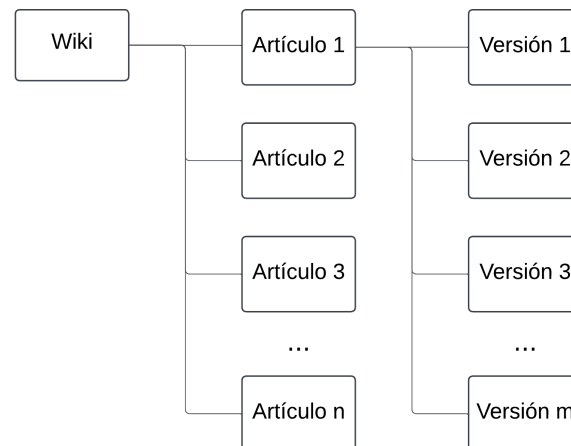 Wiki
Artículo 1
Versión 1
Artículo 2
Versión 2
Artículo 3
Versión 3
...
...
Artículo n
Versión m